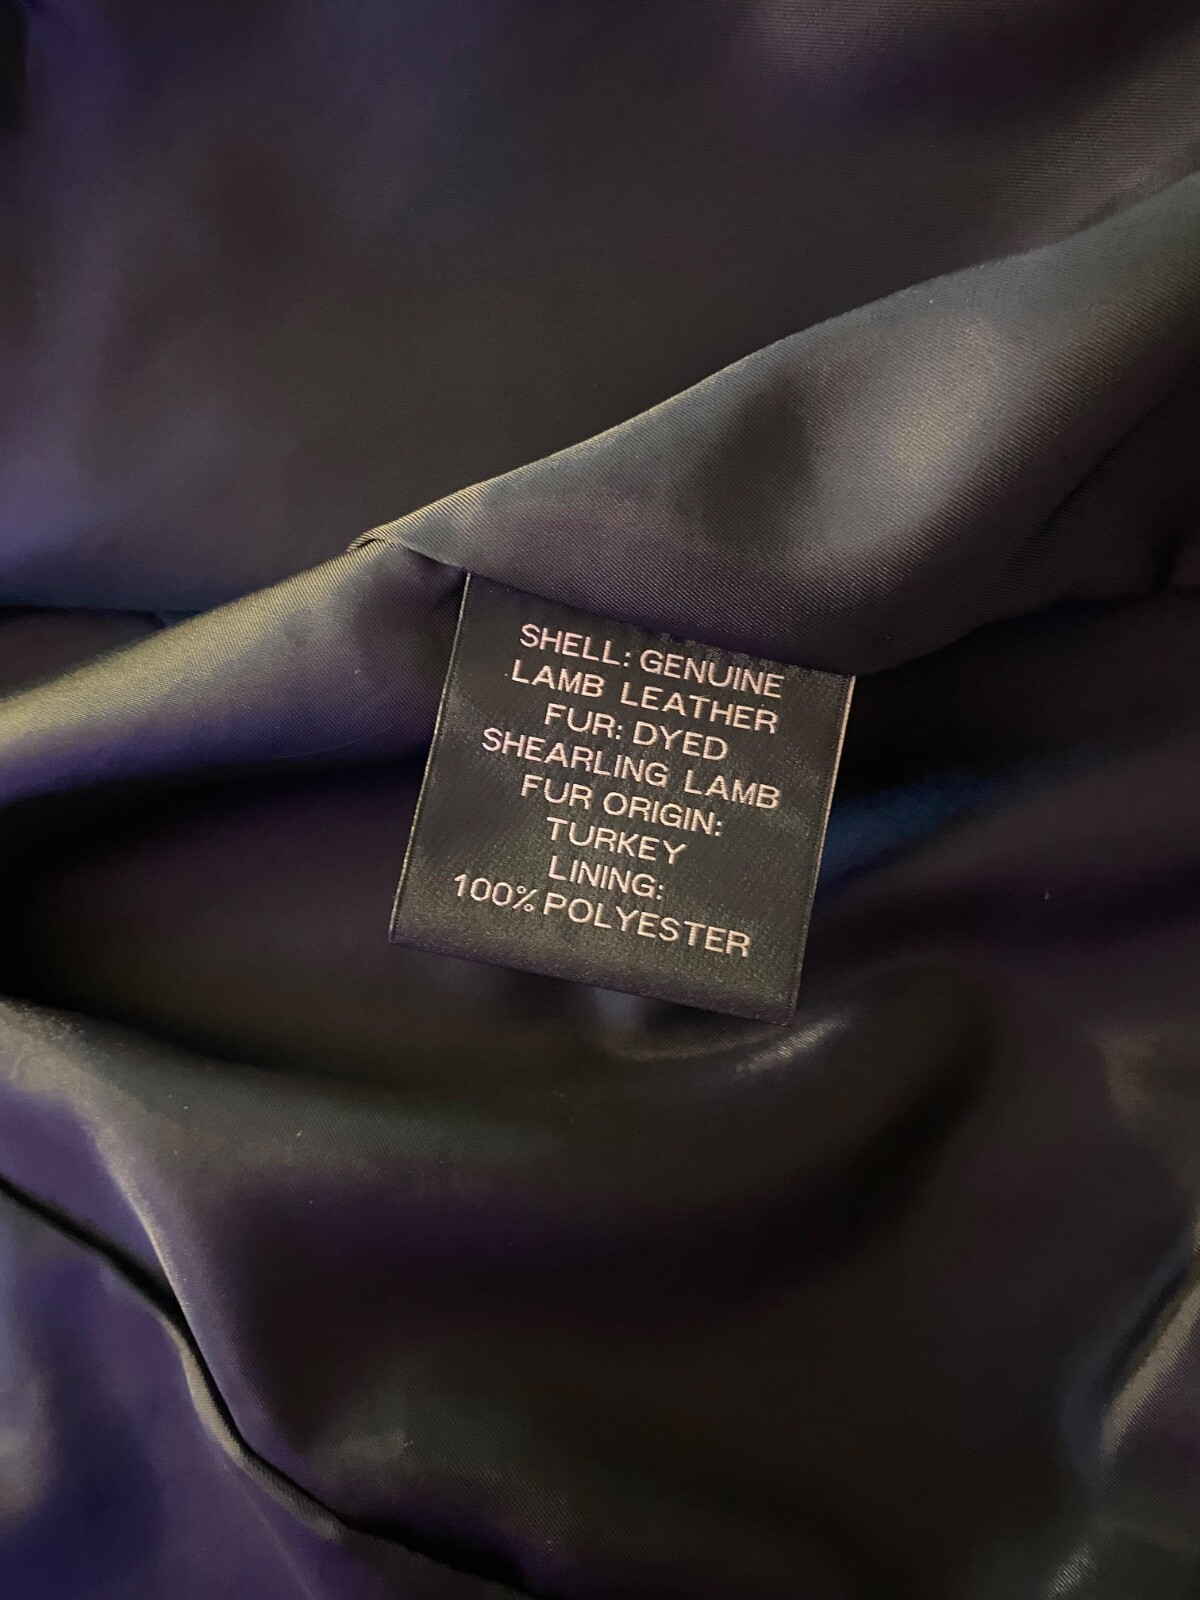 SHELL: GENUINE
LAMB LEATHER
FUR: DYED
SHEARLING LAMB
FUR ORIGIN:
TURKEY
LINING:
100% POLYESTER